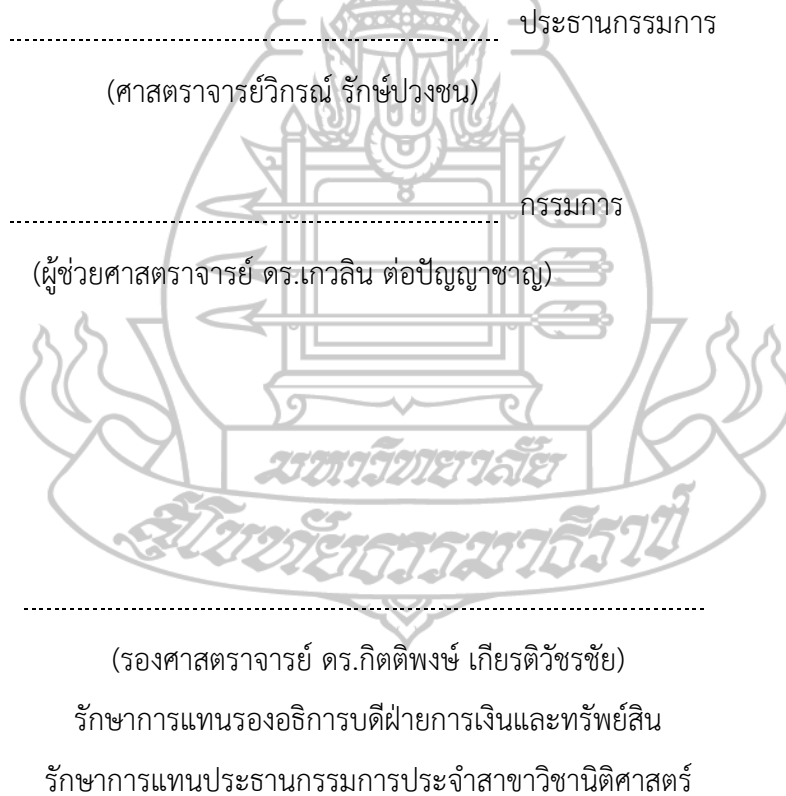 ประธานกรรมการ
(ศาสตราจารย์วิกรณ์ รักษ์ปวงชน)
กรรมการ
(ผู้ช่วยศาสตราจารย์ ดร.เกวลิน ต่อปัญญาชาญ)
มหาวิทยาลัย
สุโขทัยธรรมาธิราช
(รองศาสตราจารย์ ดร.กิตติพงษ์ เกียรติวัชรชัย)
รักษาการแทนรองอธิการบดีฝ่ายการเงินและทรัพย์สิน
รักษาการแทนประธานกรรมการประจำสาขาวิชานิติศาสตร์